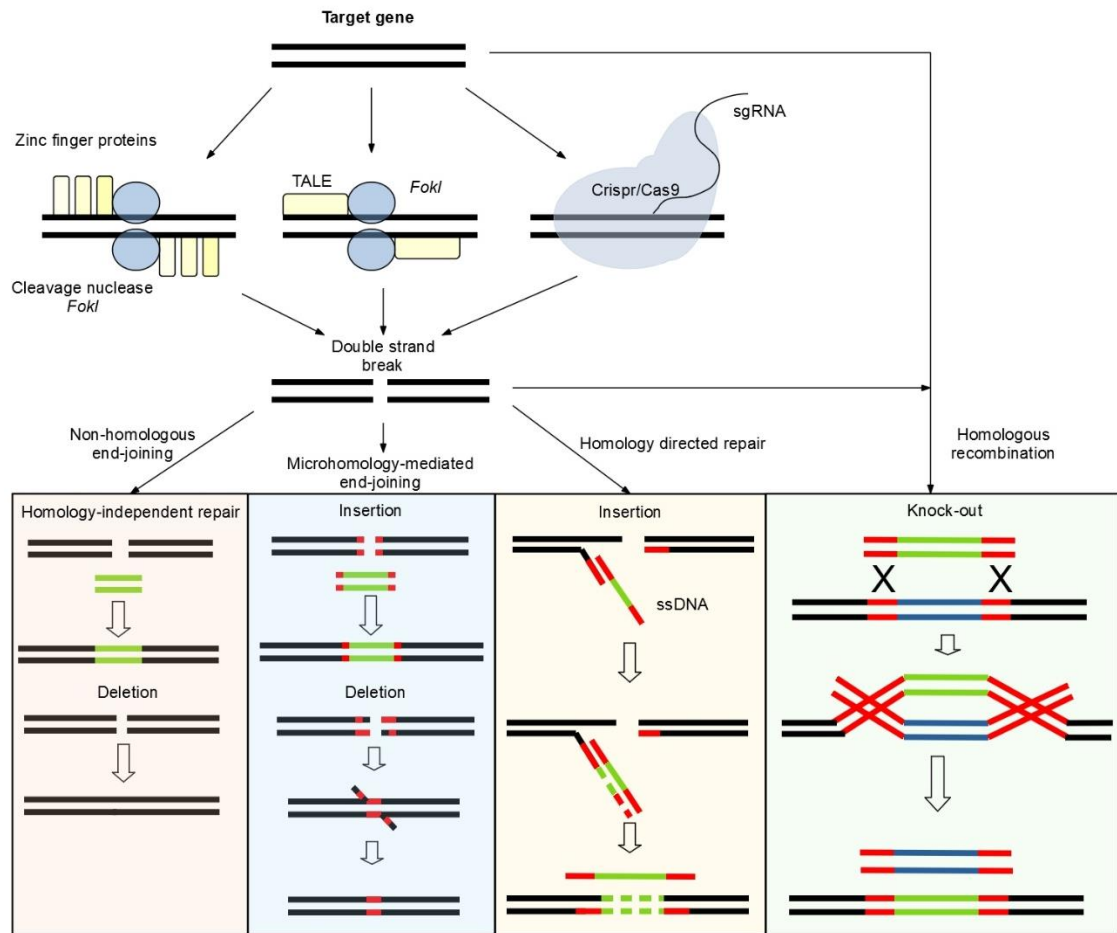 Target gene
Zinc finger proteins
TALE
FokI
Crispr/Cas9
sgRNA
Cleavage nuclease
FokI
Double strand
break
Non-homologous
end-joining
Microhomology-mediated
end-joining
Homology directed repair
Homologous
recombination
Homology-independent repair
Deletion
Insertion
Deletion
Insertion
ssDNA
Knock-out
X X